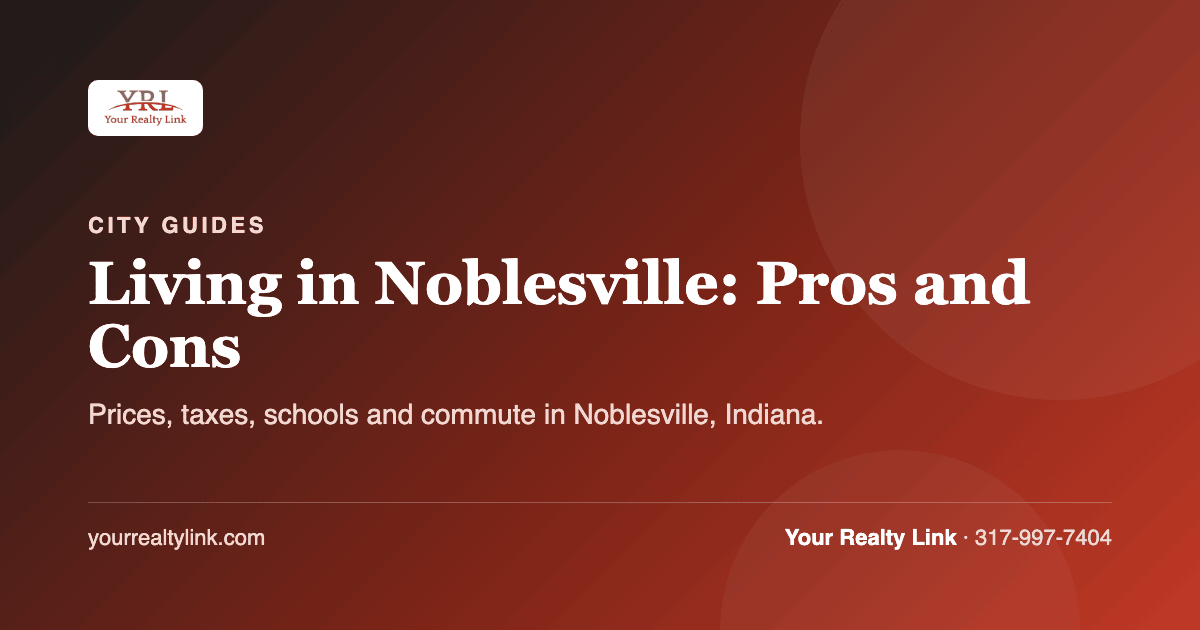 YRL
Your Realty Link
CITY GUIDES
Living in Noblesville: Pros and
Cons
Prices, taxes, schools and commute in Noblesville, Indiana.
yourrealtylink.com
Your Realty Link · 317-997-7404